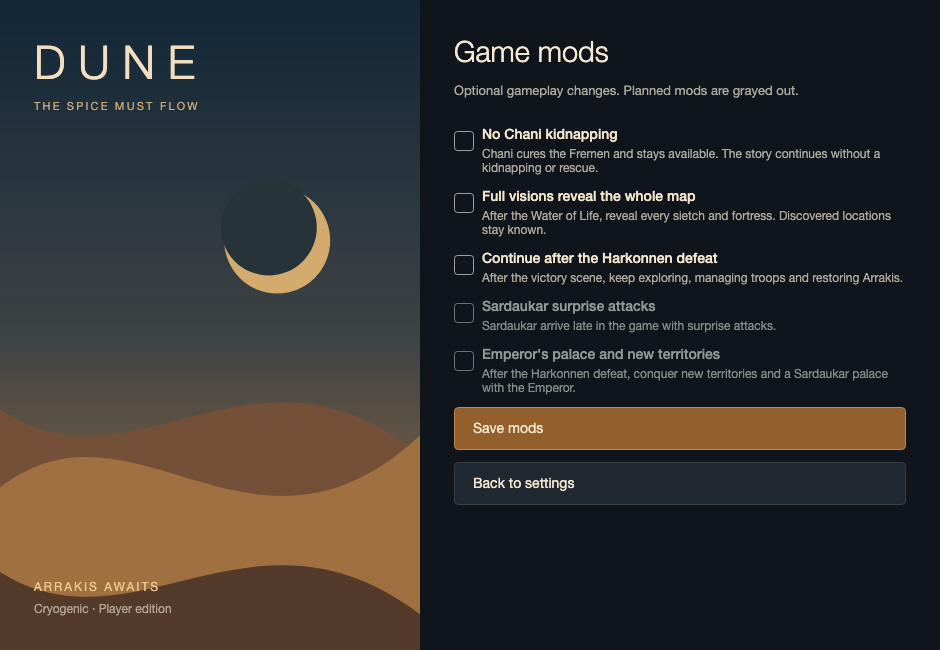 DUNE
THE SPICE MUST FLOW
ARRAKIS AWAITS
Cryogenic · Player edition
Game mods
Optional gameplay changes. Planned mods are grayed out.
No Chani kidnapping
Chani cures the Fremen and stays available. The story continues without a
kidnapping or rescue.
Full visions reveal the whole map
After the Water of Life, reveal every sietch and fortress. Discovered locations
stay known.
Continue after the Harkonnen defeat
After the victory scene, keep exploring, managing troops and restoring Arrakis.
Sardaukar surprise attacks
Sardaukar arrive late in the game with surprise attacks.
Emperor's palace and new territories
After the Harkonnen defeat, conquer new territories and a Sardaukar palace
with the Emperor.
Save mods
Back to settings